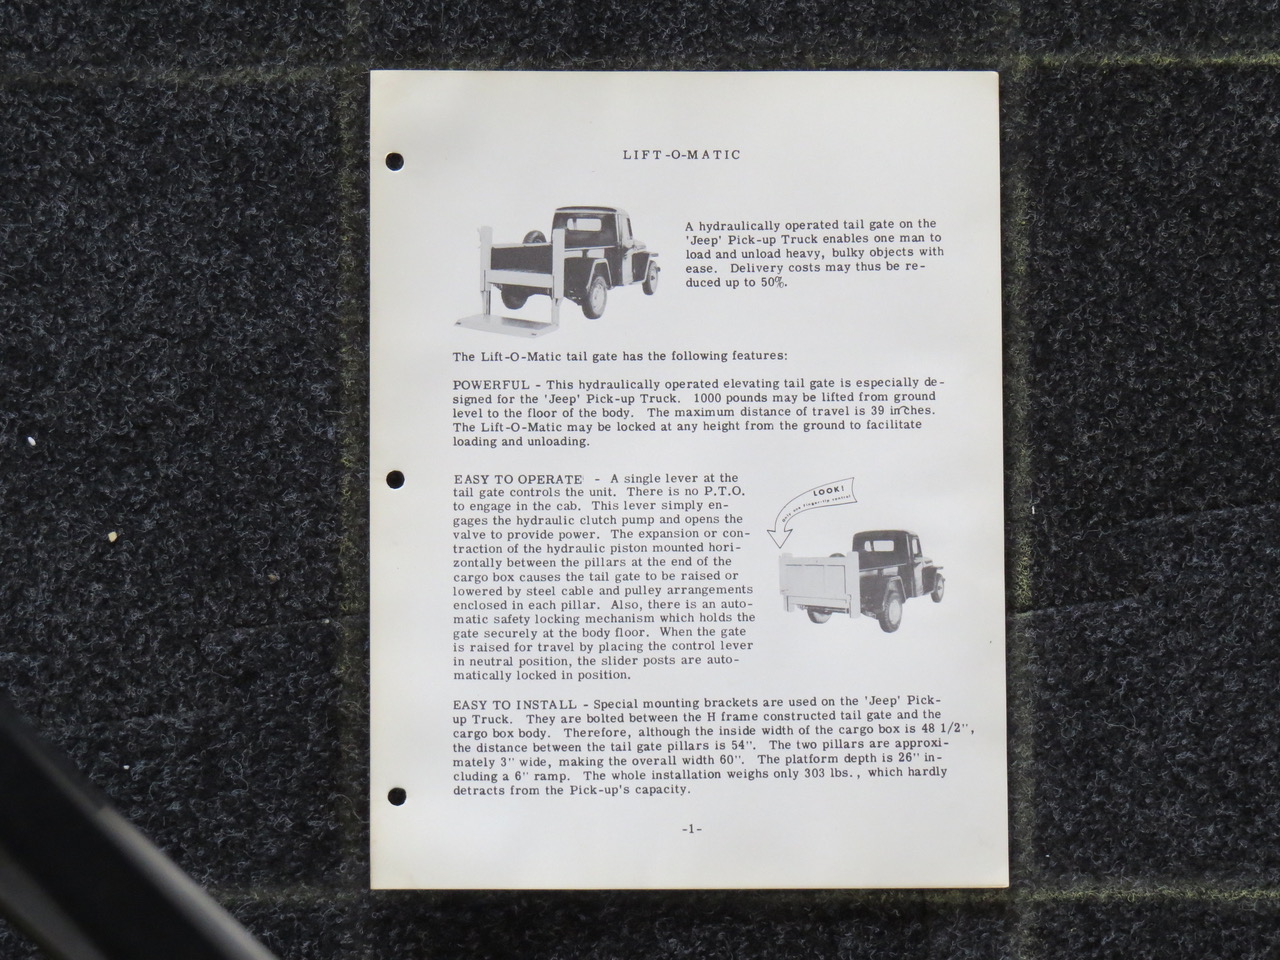 LIFT-O-MATIC
A hydraulically operated tail gate on the
'Jeep' Pick-up Truck enables one man to
load and unload heavy, bulky objects with
ease. Delivery costs may thus be re-
duced up to 50%.
The Lift-O-Matic tail gate has the following features:
POWERFUL - This hydraulically operated elevating tail gate is especially de-
signed for the 'Jeep' Pick-up Truck. 1000 pounds may be lifted from ground
level to the floor of the body. The maximum distance of travel is 39 inches.
The Lift-O-Matic may be locked at any height from the ground to facilitate
loading and unloading.
EASY TO OPERATE - A single lever at the
tail gate controls the unit. There is no P.T.O.
to engage in the cab. This lever simply en-
gages the hydraulic clutch pump and opens the
valve to provide power. The expansion or con-
traction of the hydraulic piston mounted hori-
zontally between the pillars at the end of the
cargo box causes the tail gate to be raised or
lowered by steel cable and pulley arrangements
enclosed in each pillar. Also, there is an auto-
matic safety locking mechanism which holds the
gate securely at the body floor. When the gate
is raised for travel by placing the control lever
in neutral position, the slider posts are auto-
matically locked in position.
LOOK!
Only one finger-tip control
EASY TO INSTALL - Special mounting brackets are used on the 'Jeep' Pick-
up Truck. They are bolted between the H frame constructed tail gate and the
cargo box body. Therefore, although the inside width of the cargo box is 48 1/2",
the distance between the tail gate pillars is 54". The two pillars are approxi-
mately 3" wide, making the overall width 60". The platform depth is 26" in-
cluding a 6" ramp. The whole installation weighs only 303 lbs., which hardly
detracts from the Pick-up's capacity.
-1-